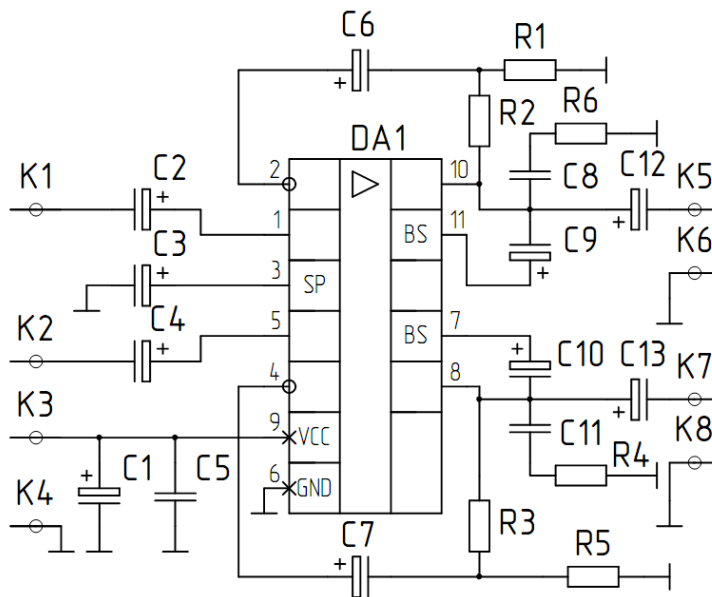 C6
R1
R2
R6
DA1
K1
C2
2
10
C8
C12
K5
1
11
BS
C9
K6
C3
3
SP
K2
C4
5
7
BS
C10
C13
K7
4
8
K3
9
VCC
C11
R4
K8
C1
C5
6
GND
K4
C7
R3
R5